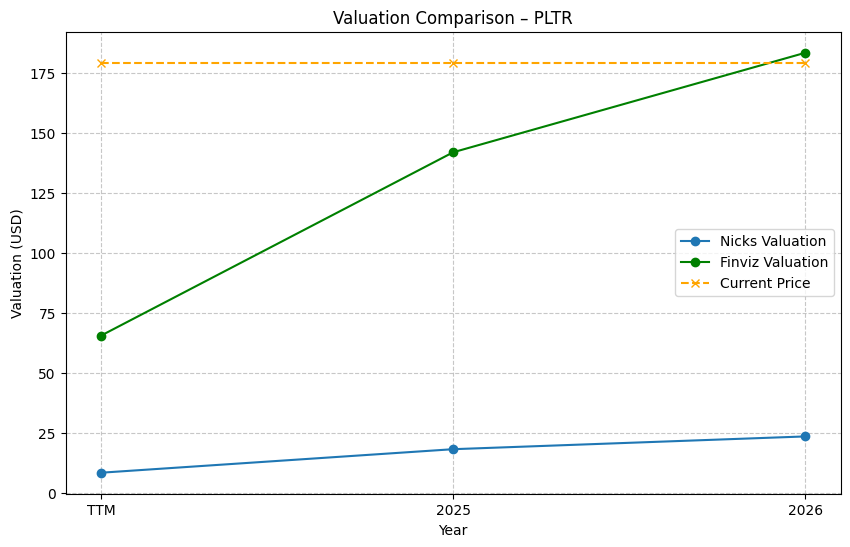 Valuation Comparison – PLTR
Valuation (USD)
175
150
125
100
75
50
25
0
Nicks Valuation
Finviz Valuation
Current Price
TTM
2025
2026
Year